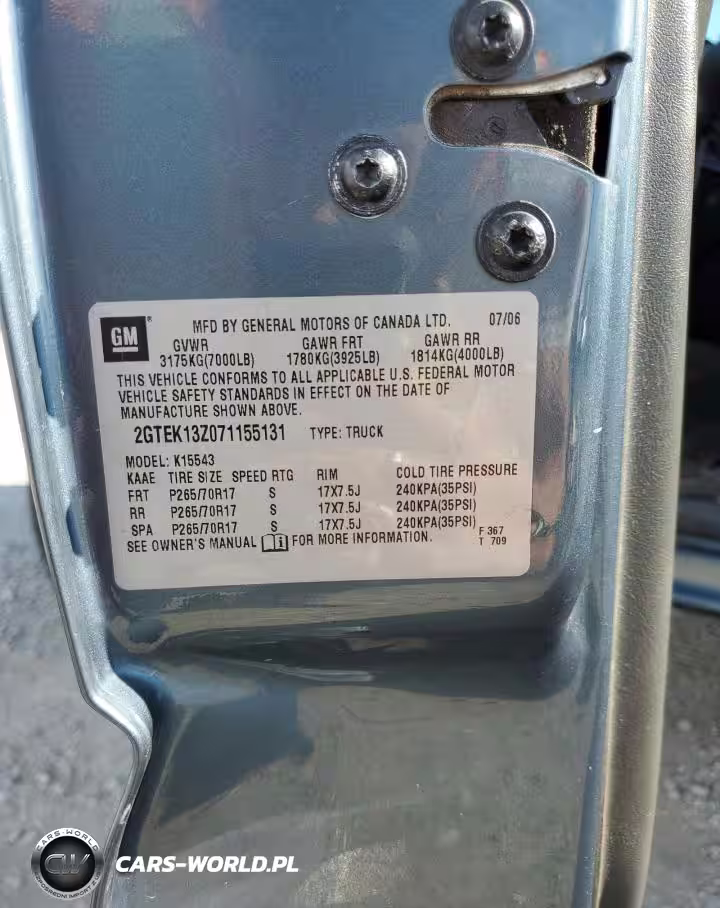 GM
MFD BY GENERAL MOTORS OF CANADA LTD. 07/06
GVWR GAWR FRT GAWR RR
3175KG(7000LB) 1780KG(3925LB) 1814KG(4000LB)
THIS VEHICLE CONFORMS TO ALL APPLICABLE U.S. FEDERAL MOTOR
VEHICLE SAFETY STANDARDS IN EFFECT ON THE DATE OF
MANUFACTURE SHOWN ABOVE.
2GTEK13Z071155131 TYPE: TRUCK
MODEL: K15543
KAAE TIRE SIZE SPEED RTG RIM COLD TIRE PRESSURE
FRT P265/70R17 S 17X7.5J 240KPA(35PSI)
RR P265/70R17 S 17X7.5J 240KPA(35PSI)
SPA P265/70R17 S 17X7.5J 240KPA(35PSI)
SEE OWNER'S MANUAL FOR MORE INFORMATION.
F 367
T 709
CARS-WORLD
CW
CARS-WORLD.PL